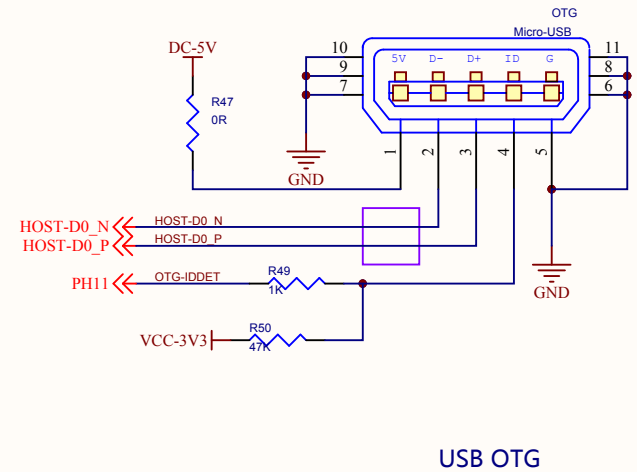 OTG
Micro-USB
DC-5V
10
11
5V D- D+ ID G
9
8
7
6
R47
0R
1 2 3 4 5
GND
HOST-D0_N
HOST-D0_N
HOST-D0_P
HOST-D0_P
PH11
OTG-IDDET
R49
1K
GND
VCC-3V3
R50
47K
USB OTG